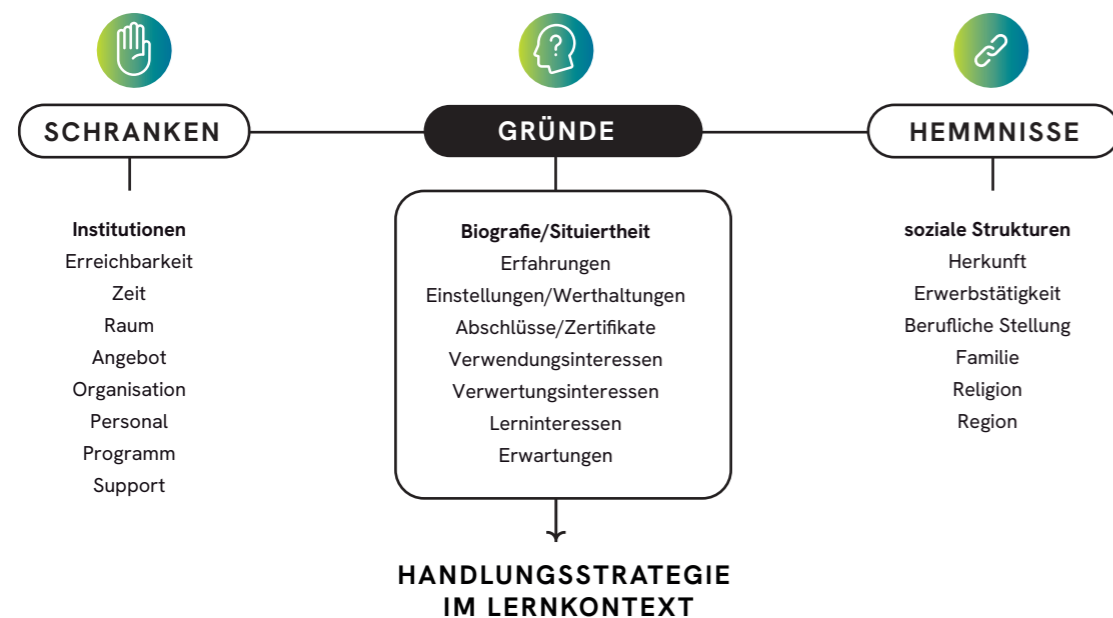 SCHRANKEN
GRÜNDE
HEMMNISSE
Institutionen
Erreichbarkeit
Zeit
Raum
Angebot
Organisation
Personal
Programm
Support
Biografie/Situiertheit
Erfahrungen
Einstellungen/Werthaltungen
Abschlüsse/Zertifikate
Verwendungsinteressen
Verwertungsinteressen
Lerninteressen
Erwartungen
soziale Strukturen
Herkunft
Erwerbstätigkeit
Berufliche Stellung
Familie
Religion
Region
HANDLUNGSSTRATEGIE
IM LERNKONTEXT